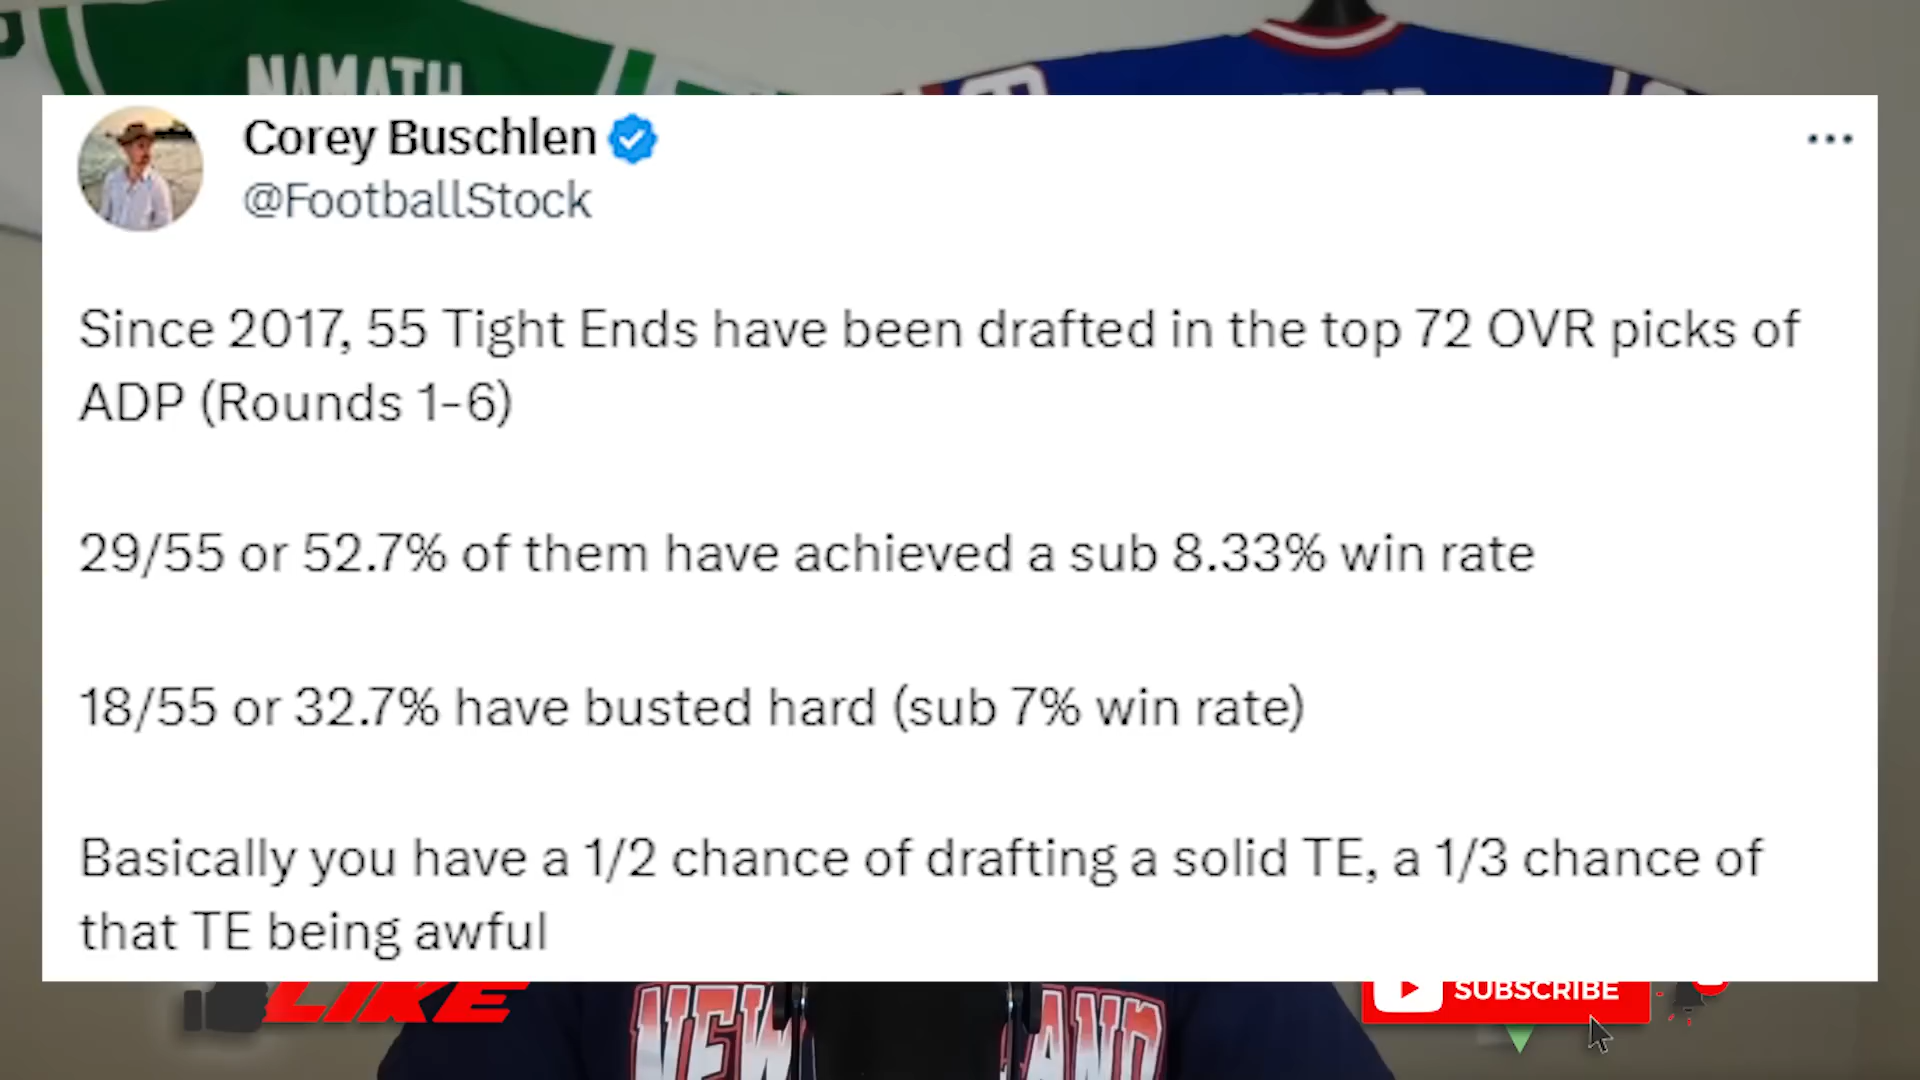 NAMATH
Corey Buschlen
@FootballStock
Since 2017, 55 Tight Ends have been drafted in the top 72 OVR picks of
ADP (Rounds 1-6)
29/55 or 52.7% of them have achieved a sub 8.33% win rate
18/55 or 32.7% have busted hard (sub 7% win rate)
Basically you have a 1/2 chance of drafting a solid TE, a 1/3 chance of
that TE being awful
LIKE
SUBSCRIBE
NEW